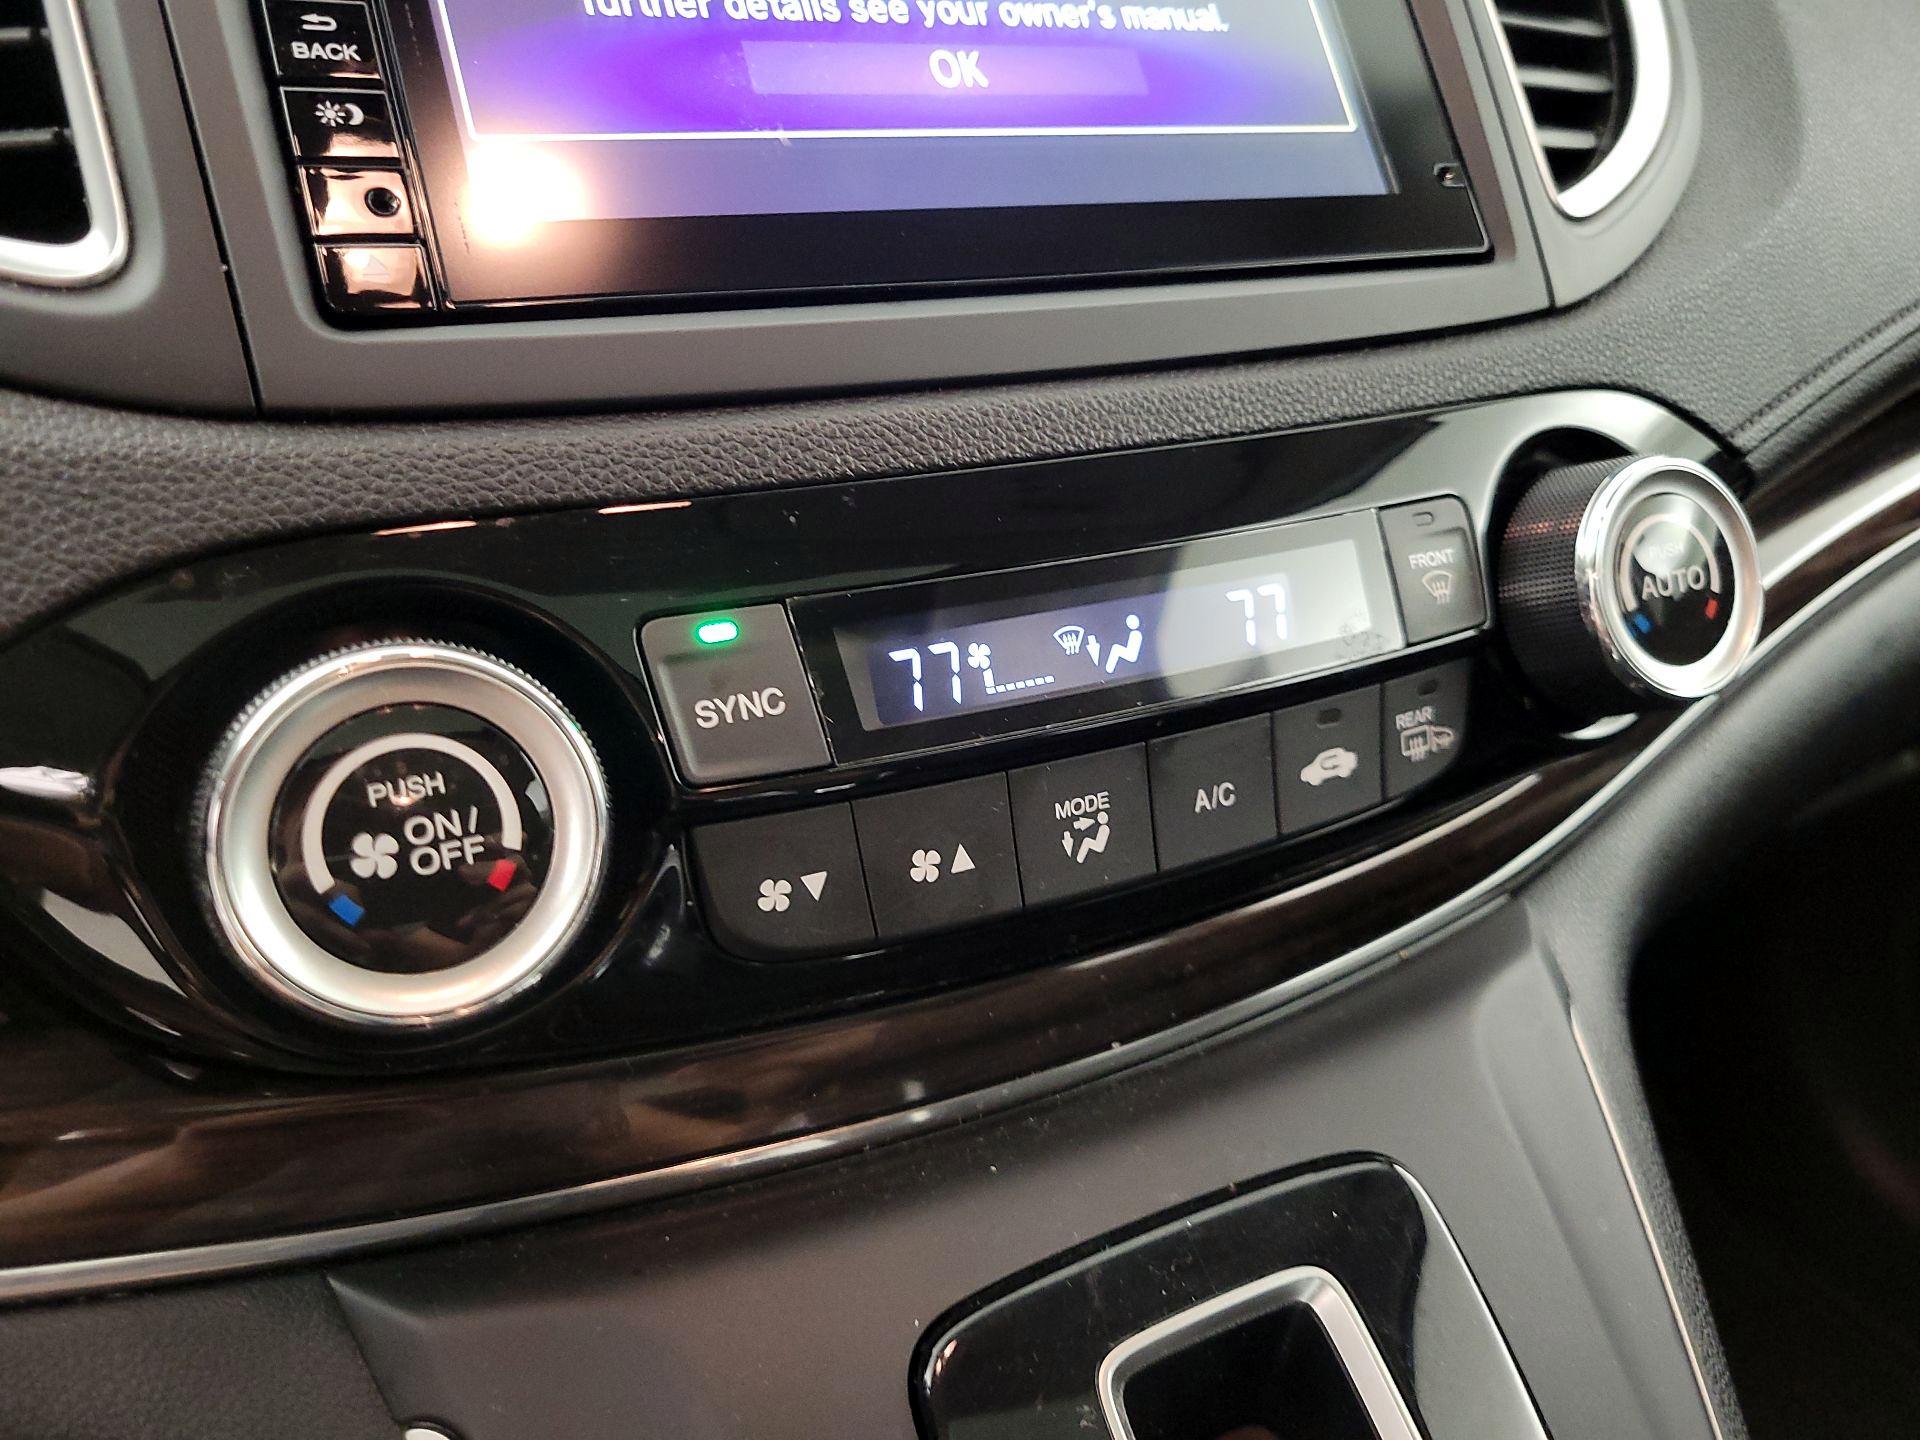 BACK
further details see your owner's manual.
OK
SYNC
77
77
FRONT
PUSH
AUTO
PUSH
ON/
OFF
MODE
A/C
REAR